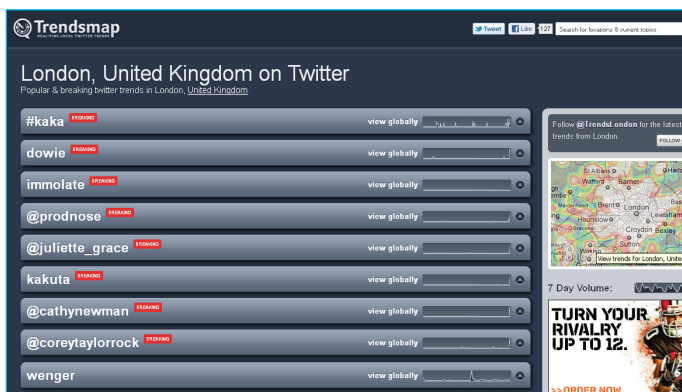 Trendsmap
REAL-TIME LOCAL TWITTER TRENDS
Tweet
Like
127
Search for locations & current topics
London, United Kingdom on Twitter
Popular & breaking twitter trends in London, United Kingdom
#kaka BREAKING view globally
dowie BREAKING view globally
immolate BREAKING view globally
@prodnose BREAKING view globally
@juliette_grace BREAKING view globally
kakuta BREAKING view globally
@cathynewman BREAKING view globally
@coreytaylorrock BREAKING view globally
wenger view globally
Follow @TrendsLondon for the latest
trends from London.
FOLLOW
St Albans
Watford
Barnet
Brent
London
Hounslow
Lewisham
Croydon
Bexley
Sutton
Woking
View trends for London, Unite
7 Day Volume:
TURN YOUR
RIVALRY
UP TO 12.
>>ORDER NOW